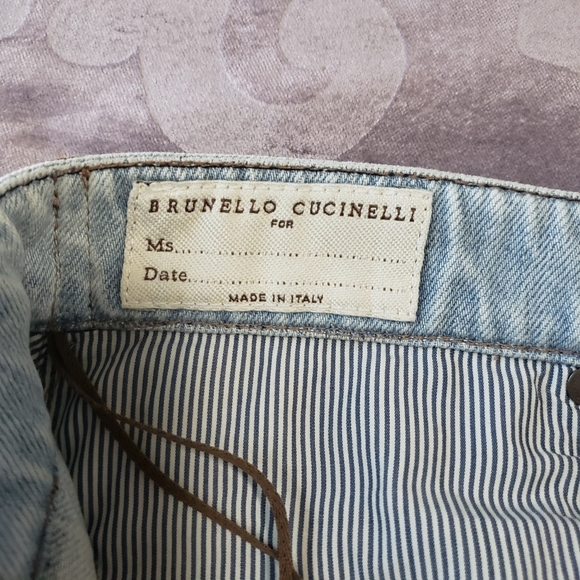 BRUNELLO CUCINELLI
FOR
Ms..............................
Date..............................
MADE IN ITALY